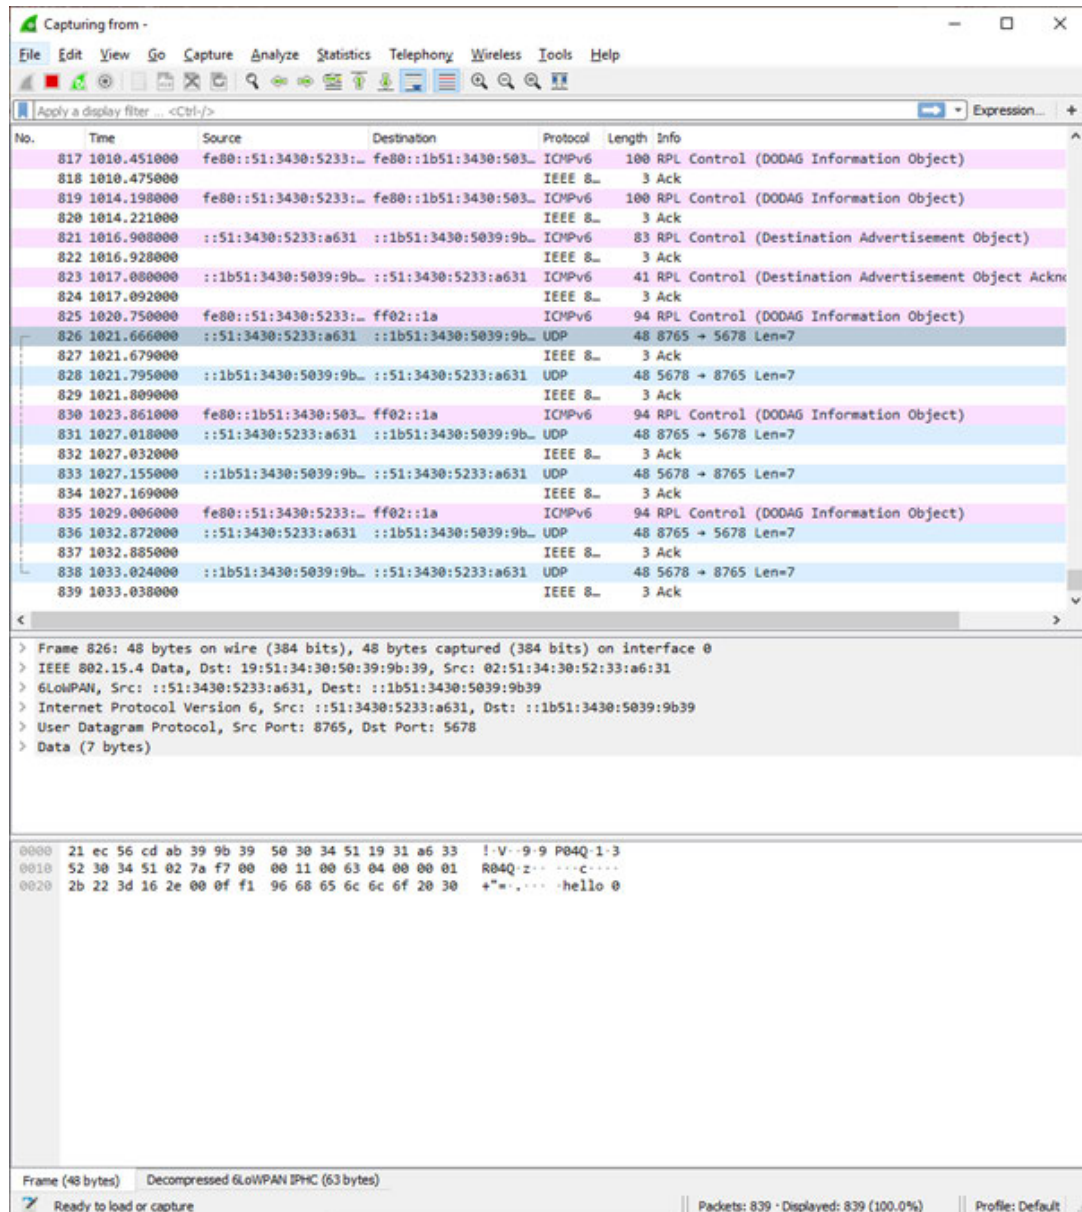 Capturing from -
File Edit View Go Capture Analyze Statistics Telephony Wireless Tools Help
Apply a display filter ... <Ctrl-/> Expression... +
No. Time Source Destination Protocol Length Info
817 1010.451000 fe80::51:3430:5233:… fe80::1b51:3430:503… ICMPv6 100 RPL Control (DODAG Information Object)
818 1010.475000 IEEE 8… 3 Ack
819 1014.198000 fe80::51:3430:5233:… fe80::1b51:3430:503… ICMPv6 100 RPL Control (DODAG Information Object)
820 1014.221000 IEEE 8… 3 Ack
821 1016.908000 ::51:3430:5233:a631 ::1b51:3430:5039:9b… ICMPv6 83 RPL Control (Destination Advertisement Object)
822 1016.928000 IEEE 8… 3 Ack
823 1017.080000 ::1b51:3430:5039:9b… ::51:3430:5233:a631 ICMPv6 41 RPL Control (Destination Advertisement Object Ackno
824 1017.092000 IEEE 8… 3 Ack
825 1020.750000 fe80::51:3430:5233:… ff02::1a ICMPv6 94 RPL Control (DODAG Information Object)
826 1021.666000 ::51:3430:5233:a631 ::1b51:3430:5039:9b… UDP 48 8765 → 5678 Len=7
827 1021.679000 IEEE 8… 3 Ack
828 1021.795000 ::1b51:3430:5039:9b… ::51:3430:5233:a631 UDP 48 5678 → 8765 Len=7
829 1021.809000 IEEE 8… 3 Ack
830 1023.861000 fe80::1b51:3430:503… ff02::1a ICMPv6 94 RPL Control (DODAG Information Object)
831 1027.018000 ::51:3430:5233:a631 ::1b51:3430:5039:9b… UDP 48 8765 → 5678 Len=7
832 1027.032000 IEEE 8… 3 Ack
833 1027.155000 ::1b51:3430:5039:9b… ::51:3430:5233:a631 UDP 48 5678 → 8765 Len=7
834 1027.169000 IEEE 8… 3 Ack
835 1029.006000 fe80::51:3430:5233:… ff02::1a ICMPv6 94 RPL Control (DODAG Information Object)
836 1032.872000 ::51:3430:5233:a631 ::1b51:3430:5039:9b… UDP 48 8765 → 5678 Len=7
837 1032.885000 IEEE 8… 3 Ack
838 1033.024000 ::1b51:3430:5039:9b… ::51:3430:5233:a631 UDP 48 5678 → 8765 Len=7
839 1033.038000 IEEE 8… 3 Ack
> Frame 826: 48 bytes on wire (384 bits), 48 bytes captured (384 bits) on interface 0
> IEEE 802.15.4 Data, Dst: 19:51:34:30:50:39:9b:39, Src: 02:51:34:30:52:33:a6:31
> 6LoWPAN, Src: ::51:3430:5233:a631, Dest: ::1b51:3430:5039:9b39
> Internet Protocol Version 6, Src: ::51:3430:5233:a631, Dst: ::1b51:3430:5039:9b39
> User Datagram Protocol, Src Port: 8765, Dst Port: 5678
> Data (7 bytes)
0000 21 ec 56 cd ab 39 9b 39 50 30 34 51 19 31 a6 33 !·V··9·9 P04Q·1·3
0010 52 30 34 51 02 7a f7 00 00 11 00 63 04 00 00 01 R04Q·z·· ···c····
0020 2b 22 3d 16 2e 00 0f f1 96 68 65 6c 6c 6f 20 30 +"=·.··· ·hello 0
Frame (48 bytes) Decompressed 6LoWPAN IPHC (63 bytes)
Ready to load or capture Packets: 839 · Displayed: 839 (100.0%) Profile: Default